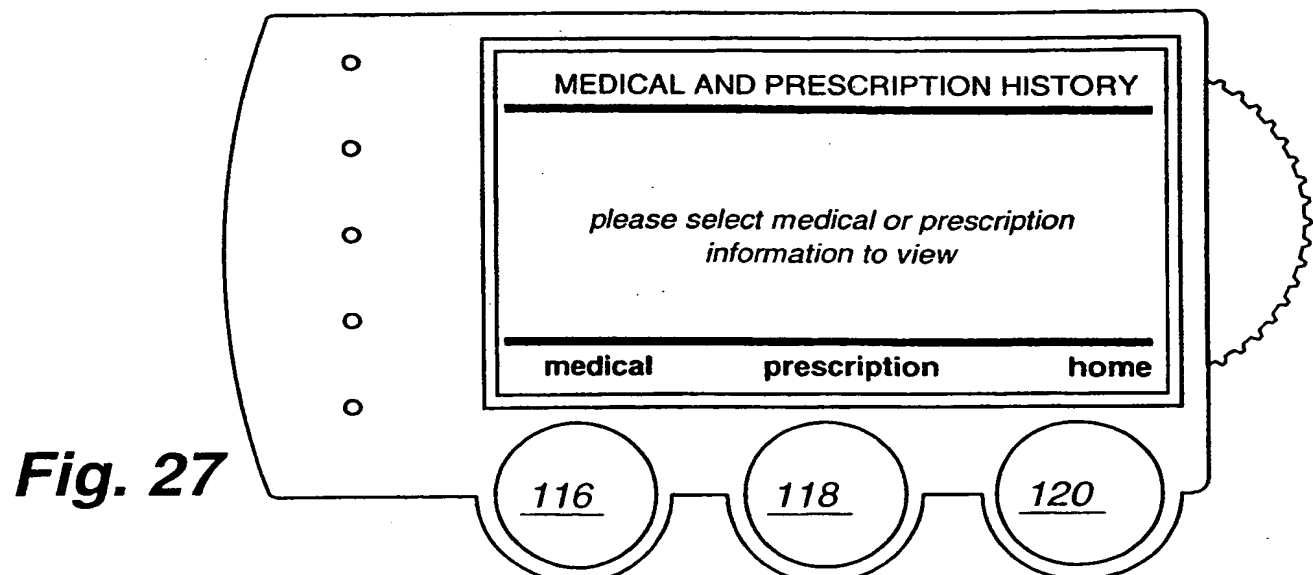 MEDICAL AND PRESCRIPTION HISTORY
please select medical or prescription
information to view
medical prescription home
Fig. 27
116 118 120